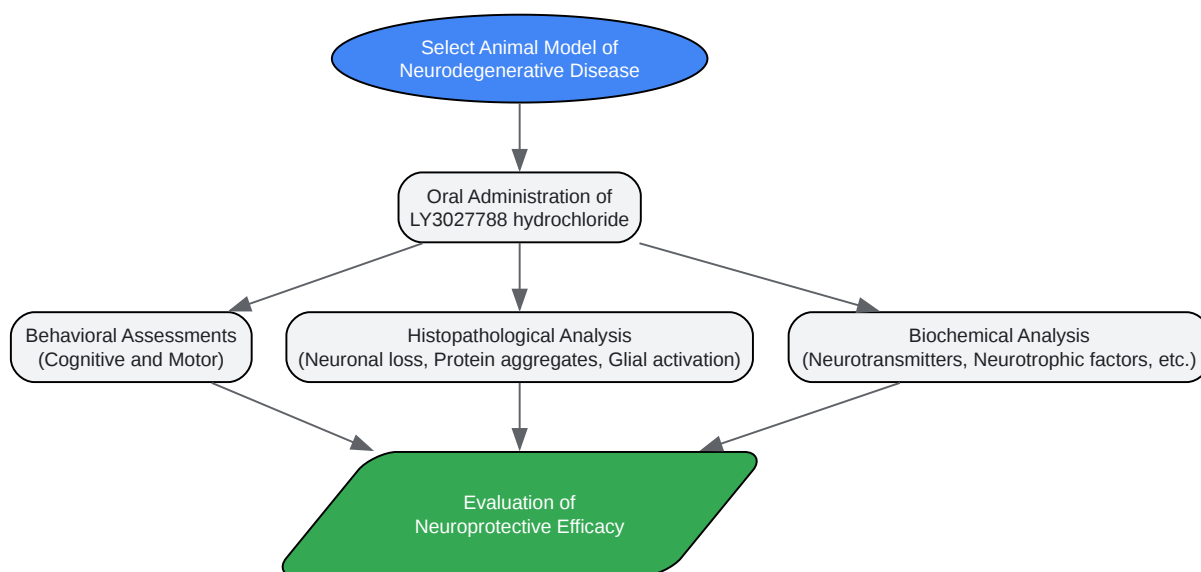 Select Animal Model of
Neurodegenerative Disease
Oral Administration of
LY3027788 hydrochloride
Behavioral Assessments
(Cognitive and Motor)
Histopathological Analysis
(Neuronal loss, Protein aggregates, Glial activation)
Biochemical Analysis
(Neurotransmitters, Neurotrophic factors, etc.)
Evaluation of
Neuroprotective Efficacy